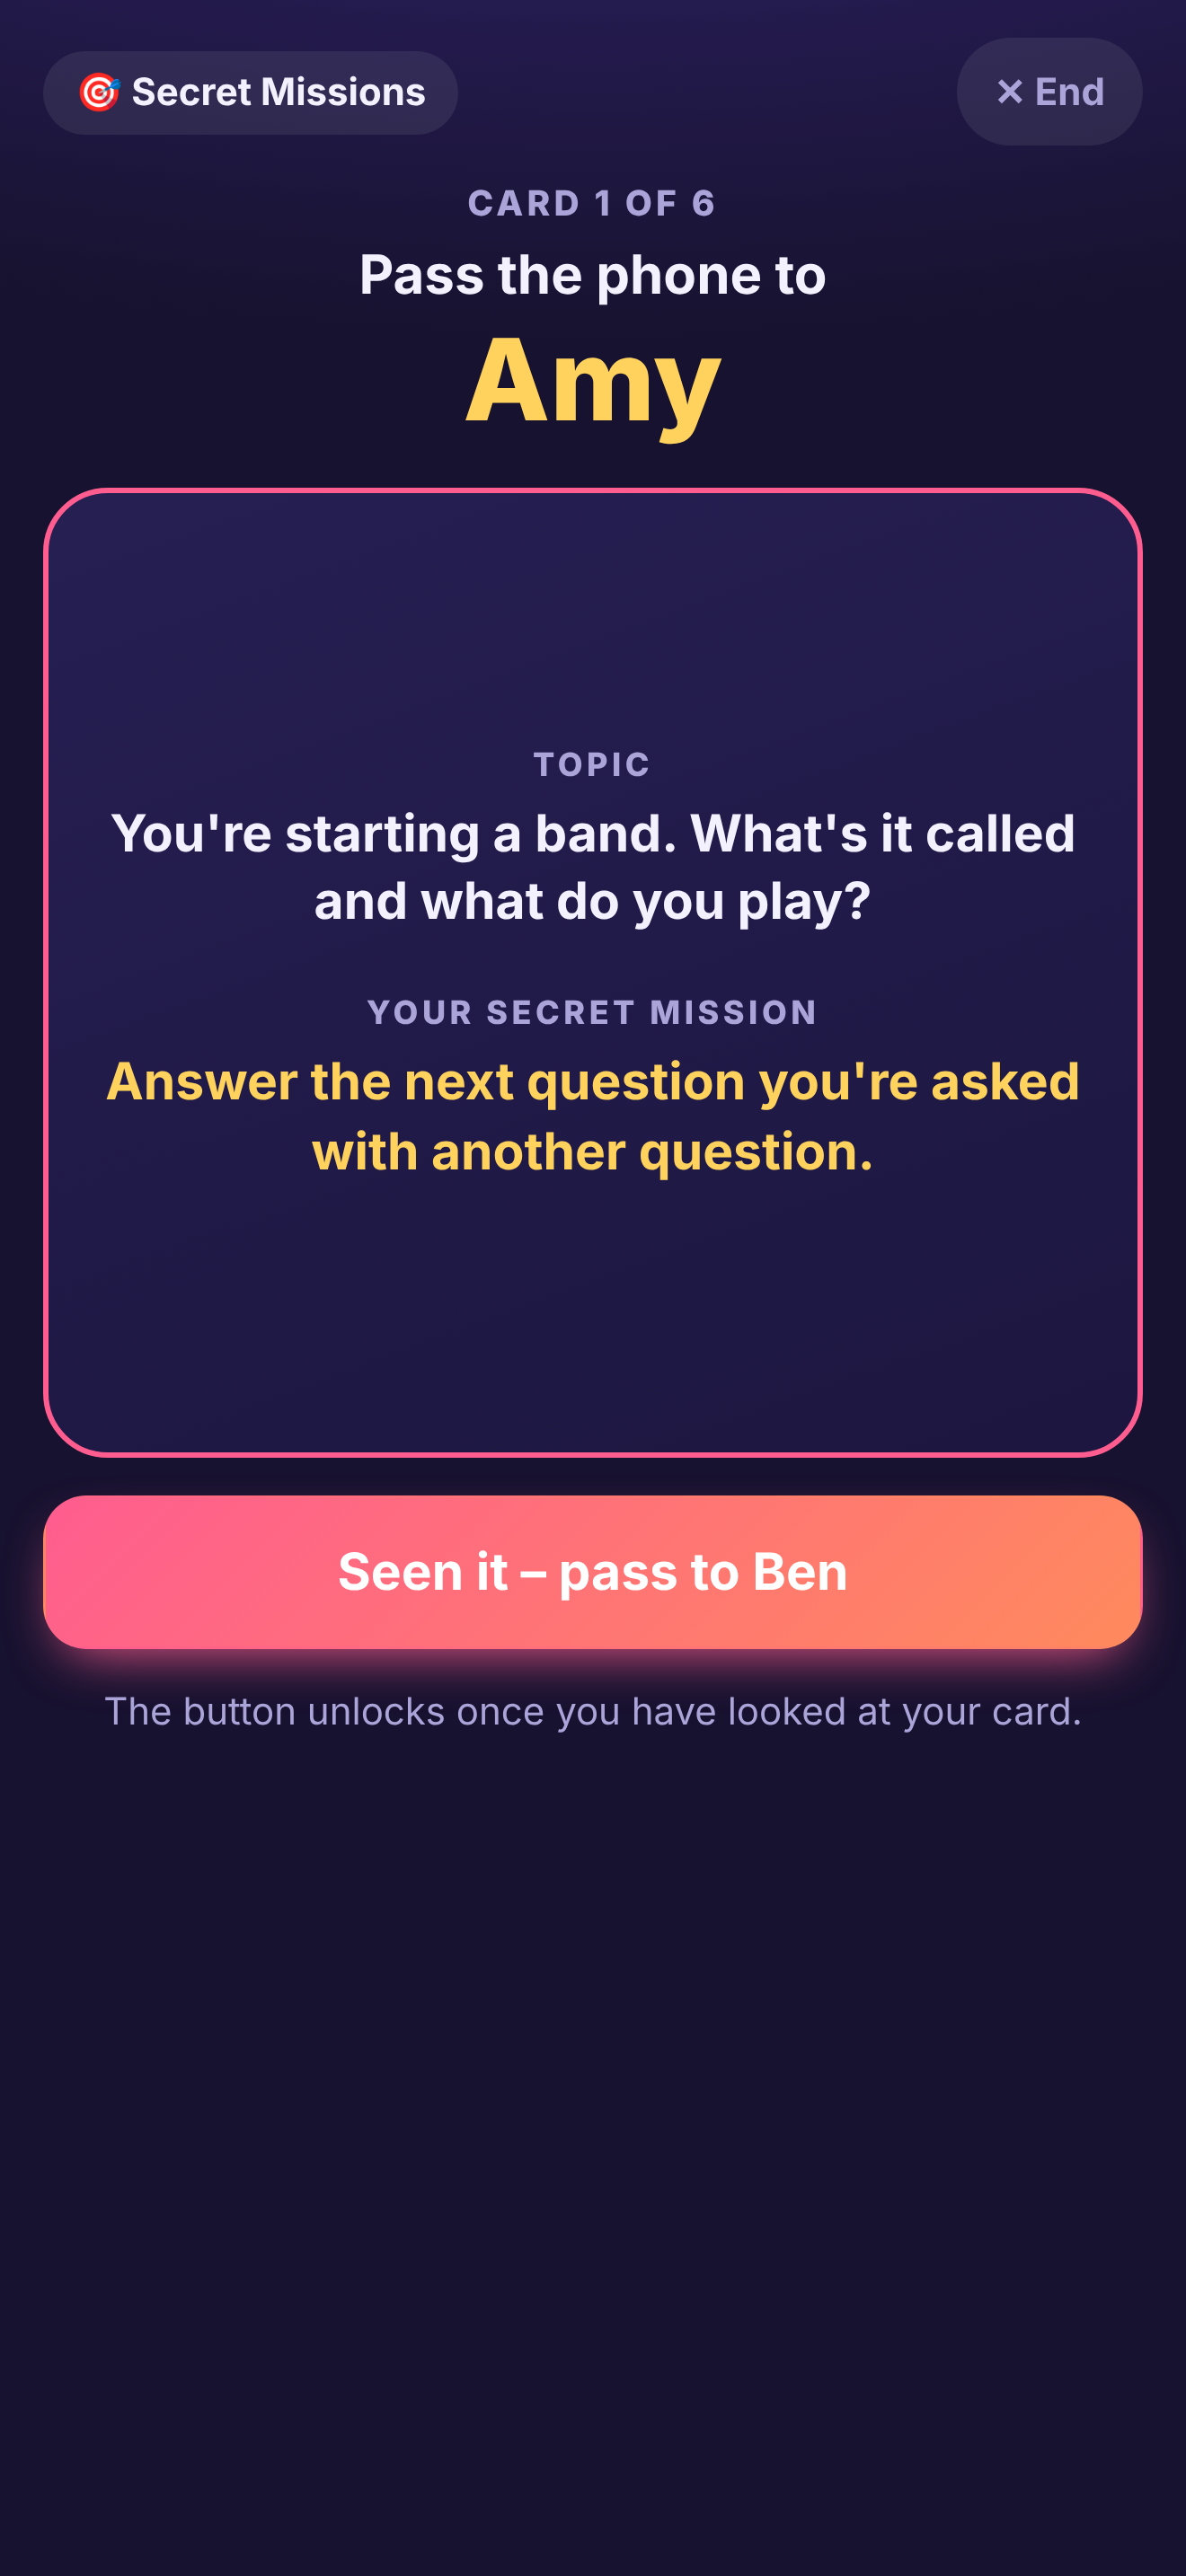 🎯 Secret Missions
✕ End
CARD 1 OF 6
Pass the phone to
Amy
TOPIC
You're starting a band. What's it called
and what do you play?
YOUR SECRET MISSION
Answer the next question you're asked
with another question.
Seen it – pass to Ben
The button unlocks once you have looked at your card.